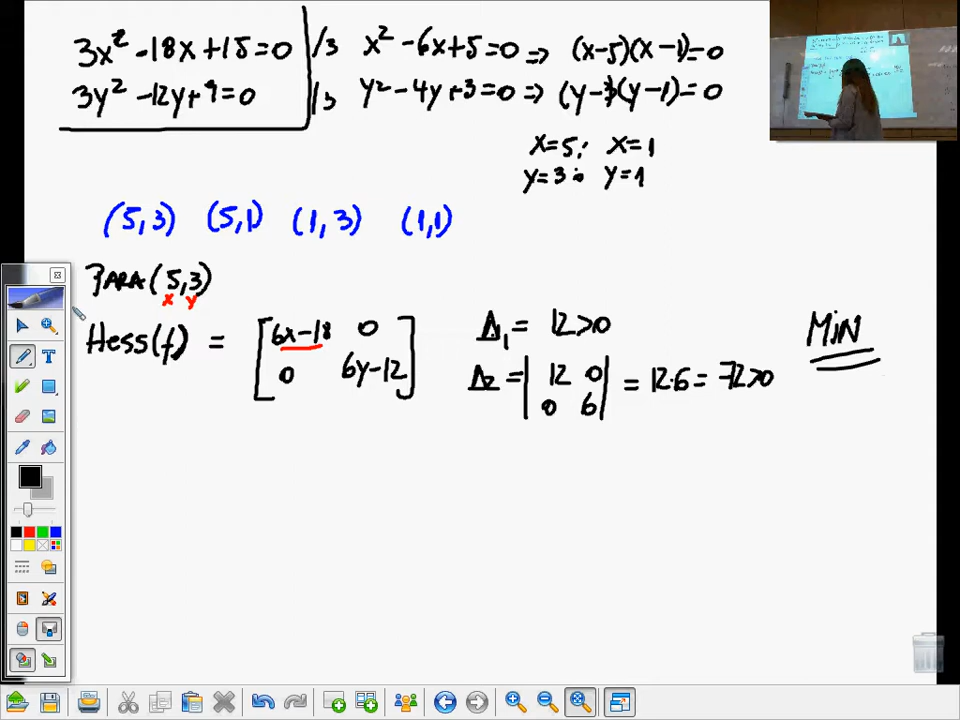 3x² -18x+15=0 /3 x² -6x+5=0 => (x-5)(x-1)=0
3y² -12y+9=0 /3 y² -4y+3=0 => (y-3)(y-1)=0
x=5; x=1
y=3; y=1
(5,3) (5,1) (1,3) (1,1)
PARA (5,3)
x y
Hess(f) = [6x-18 0
0 6y-12]
Δ₁ = 12>0
Δ₂ = |12 0
0 6| = 12·6= 72>0
MiN